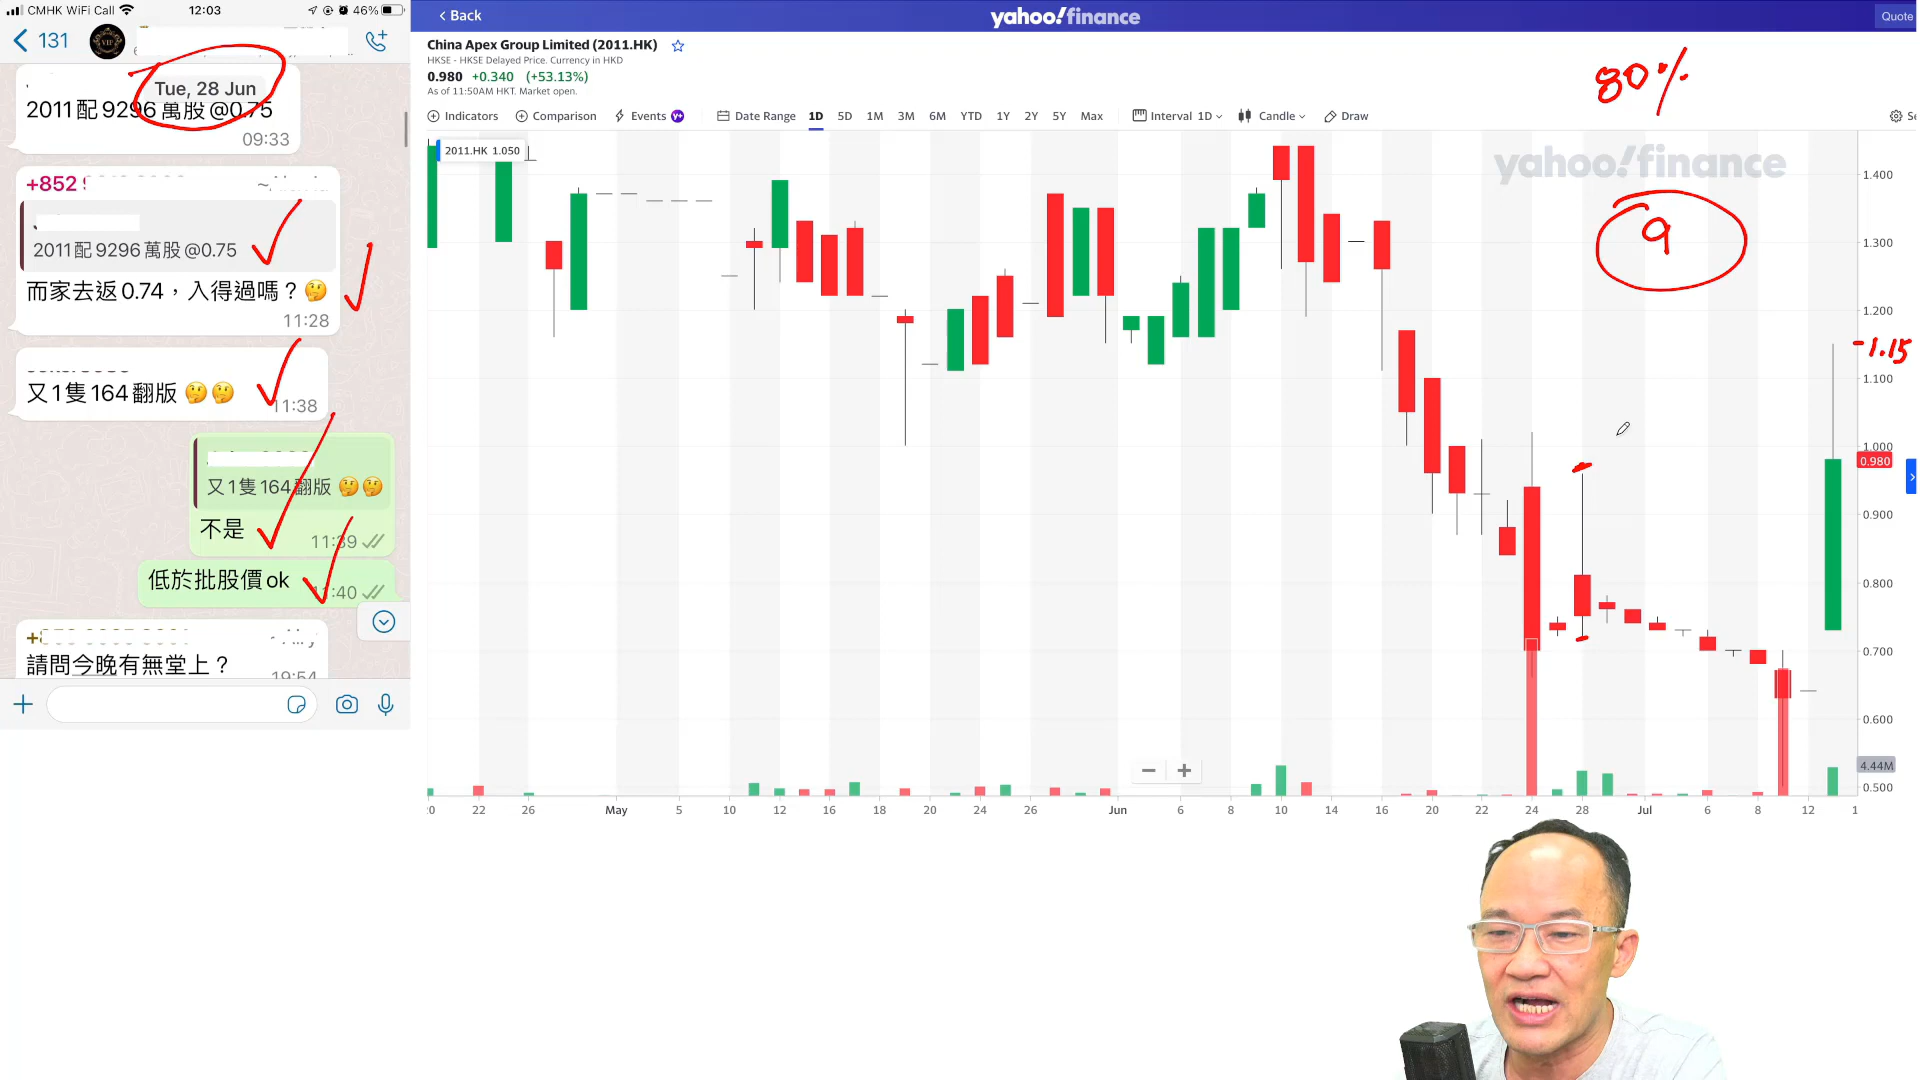 CMHK WiFi Call
12:03
46%
131
VIP
Tue, 28 Jun
2011配9296萬股@0.75
09:33
+852
2011配9296萬股@0.75
而家去返0.74，入得過嗎？🤔
11:28
又1隻164翻版 🤔🤔
11:38
又1隻164翻版 🤔🤔
不是
11:39
低於批股價ok
11:40
請問今晚有無堂上？
19:54
Back
yahoo!finance
Quote
China Apex Group Limited (2011.HK)
HKSE - HKSE Delayed Price. Currency in HKD
0.980 +0.340 (+53.13%)
As of 11:50AM HKT. Market open.
80%
Indicators Comparison Events Y+ Date Range 1D 5D 1M 3M 6M YTD 1Y 2Y 5Y Max Interval 1D Candle Draw
2011.HK 1.050
yahoo!finance
9
-1.15
1.400
1.300
1.200
1.100
1.000
0.980
0.900
0.800
0.700
0.600
4.44M
0.500
22 26 May 5 10 12 16 18 20 24 26 Jun 6 8 10 14 16 20 22 24 28 Jul 6 8 12 1